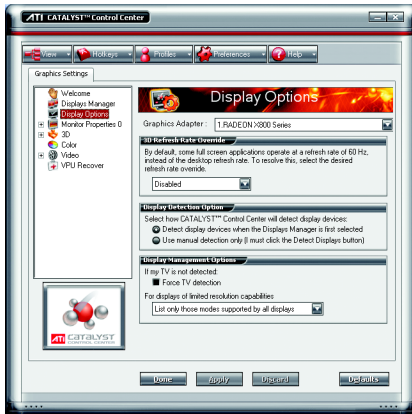 ATI CATALYST™ Control Center
View
Hotkeys
Profiles
Preferences
Help
Graphics Settings
Welcome
Displays Manager
Display Options
Monitor Properties 0
3D
Color
Video
VPU Recover
ATI CATALYST
CONTROL CENTER
Display Options
Graphics Adapter :
1.RADEON X800 Series
3D Refresh Rate Override
By default, some full screen applications operate at a refresh rate of 60 Hz,
instead of the desktop refresh rate. To resolve this, select the desired
refresh rate override.
Disabled
Display Detection Option
Select how CATALYST™ Control Center will detect display devices:
Detect display devices when the Displays Manager is first selected
Use manual detection only (I must click the Detect Displays button)
Display Management Options
If my TV is not detected:
Force TV detection
For displays of limited resolution capabilities
List only those modes supported by all displays
Done
Apply
Discard
Defaults